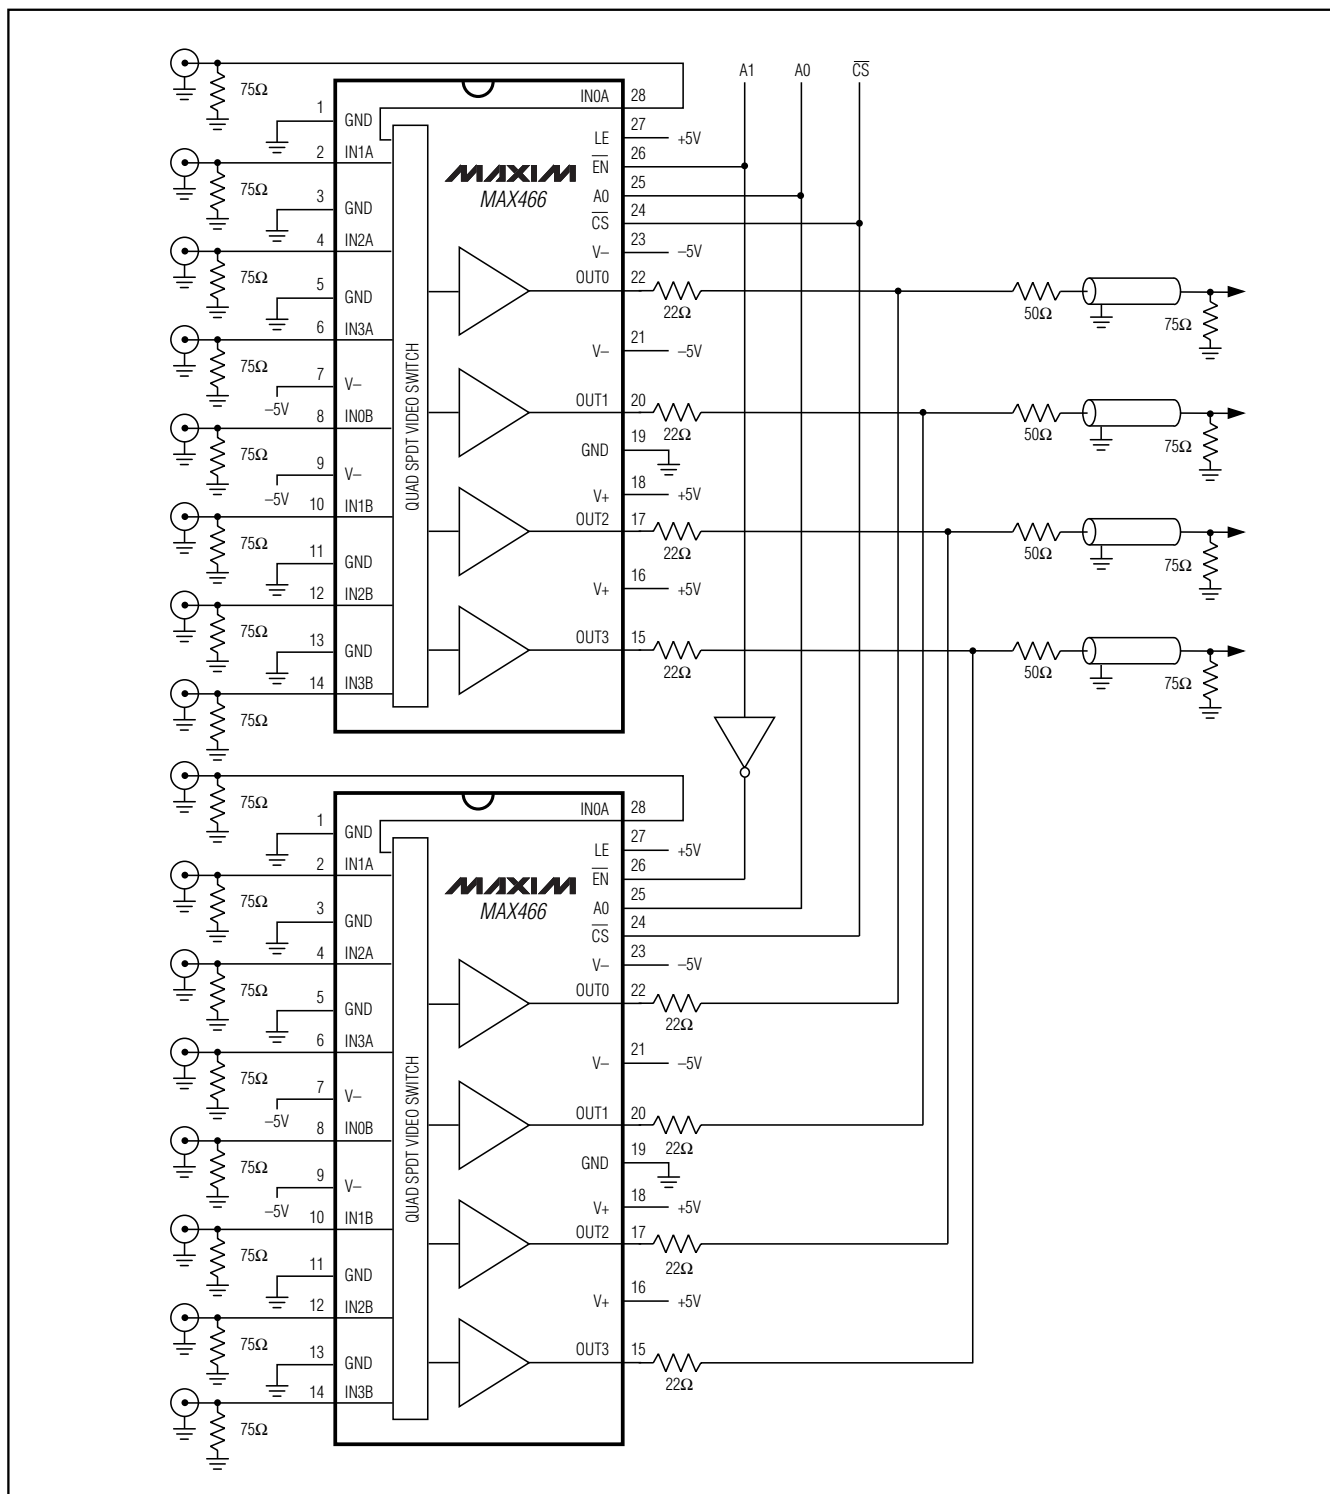 A1 A0 C̅S̅
75Ω
IN0A 28
1 GND
LE 27 +5V
E̅N̅ 26
2 IN1A
75Ω
MAXIM
MAX466
A0 25
3 GND
C̅S̅ 24
4 IN2A
V– 23 –5V
75Ω
OUT0 22
22Ω
50Ω
75Ω
5 GND
6 IN3A
V– 21 –5V
75Ω
7 V–
–5V
QUAD SPDT VIDEO SWITCH
OUT1 20
22Ω
50Ω
75Ω
8 IN0B
75Ω
GND 19
9 V–
–5V
V+ 18 +5V
10 IN1B
OUT2 17
22Ω
50Ω
75Ω
75Ω
11 GND
V+ 16 +5V
12 IN2B
75Ω
OUT3 15
22Ω
50Ω
75Ω
13 GND
14 IN3B
75Ω
75Ω
IN0A 28
1 GND
LE 27 +5V
E̅N̅ 26
2 IN1A
75Ω
MAXIM
MAX466
A0 25
3 GND
C̅S̅ 24
4 IN2A
V– 23 –5V
75Ω
OUT0 22
22Ω
5 GND
6 IN3A
V– 21 –5V
75Ω
7 V–
–5V
QUAD SPDT VIDEO SWITCH
OUT1 20
22Ω
8 IN0B
75Ω
GND 19
9 V–
–5V
V+ 18 +5V
10 IN1B
OUT2 17
22Ω
75Ω
11 GND
V+ 16 +5V
12 IN2B
75Ω
OUT3 15
22Ω
13 GND
14 IN3B
75Ω